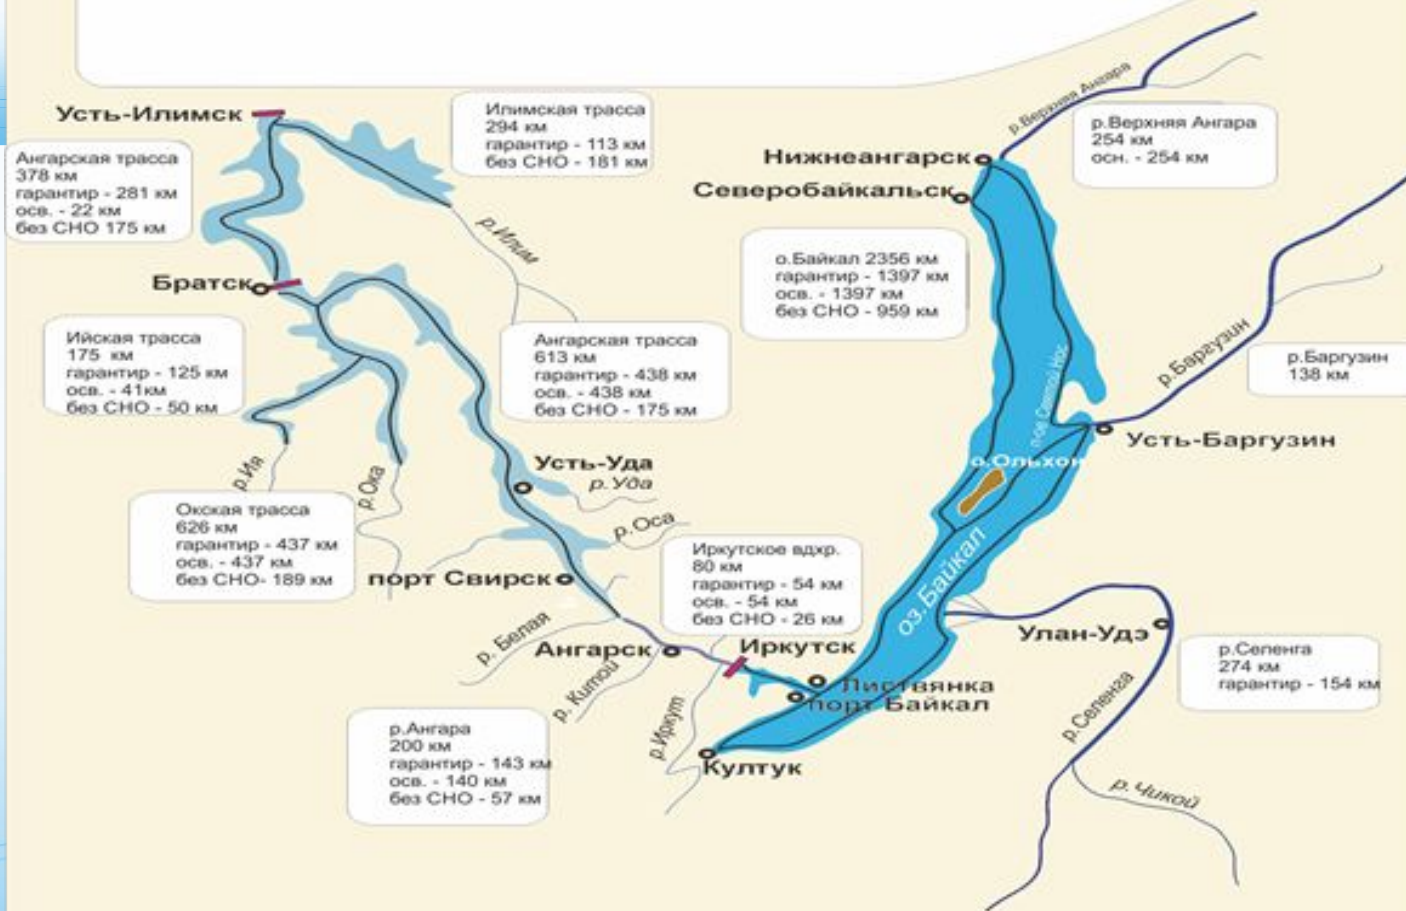 р.Верхняя Ангара
Усть-Илимск
Илимская трасса
294 км
гарантир - 113 км
без СНО - 181 км
р.Верхняя Ангара
254 км
осн. - 254 км
Ангарская трасса
378 км
гарантир - 281 км
осв. - 22 км
без СНО 175 км
Нижнеангарск
Северобайкальск
р.Илим
о.Байкал 2356 км
гарантир - 1397 км
осв. - 1397 км
без СНО - 959 км
Братск
Ийская трасса
175 км
гарантир - 125 км
осв. - 41км
без СНО - 50 км
Ангарская трасса
613 км
гарантир - 438 км
осв. - 438 км
без СНО - 175 км
п-ов Святой Нос
р.Баргузин
р.Баргузин
138 км
Усть-Баргузин
о.Ольхон
Усть-Уда
р.Уда
р.Ия
р.Ока
р.Оса
Окская трасса
626 км
гарантир - 437 км
осв. - 437 км
без СНО- 189 км
порт Свирск
Иркутское вдхр.
80 км
гарантир - 54 км
осв. - 54 км
без СНО - 26 км
оз.Байкал
р. Белая
Ангарск
Иркутск
Улан-Удэ
р.Селенга
274 км
гарантир - 154 км
р. Китой
Листвянка
порт Байкал
р.Иркут
р.Селенга
р.Ангара
200 км
гарантир - 143 км
осв. - 140 км
без СНО - 57 км
Култук
р.Чикой